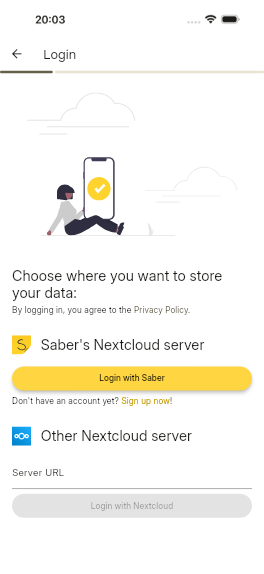 20:03
Login
Choose where you want to store
your data:
By logging in, you agree to the Privacy Policy.
Saber's Nextcloud server
Login with Saber
Don't have an account yet? Sign up now!
Other Nextcloud server
Server URL
Login with Nextcloud